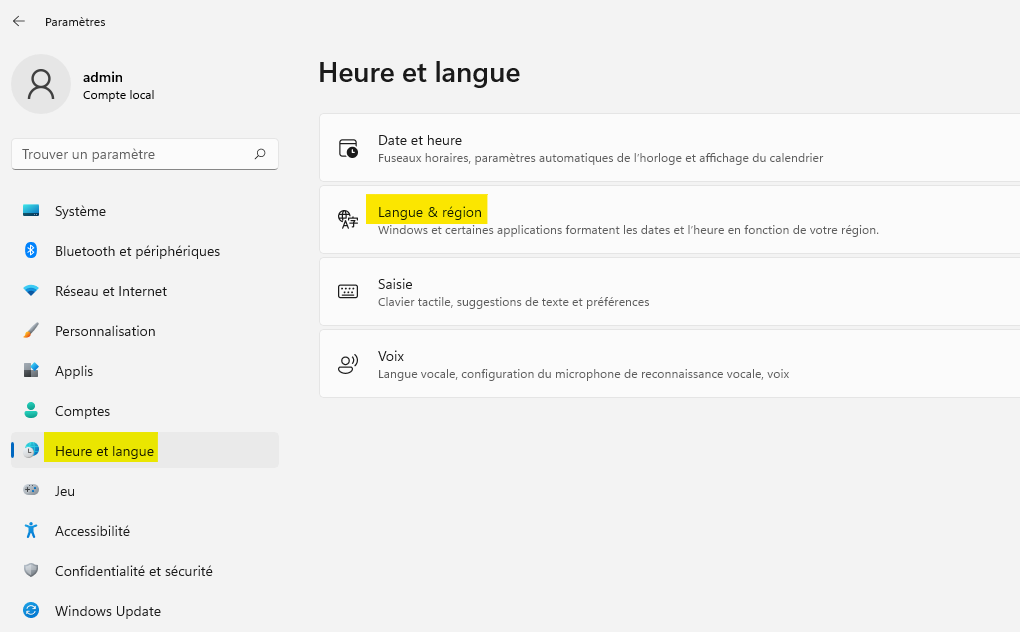 Paramètres
admin
Compte local
Trouver un paramètre
Système
Bluetooth et périphériques
Réseau et Internet
Personnalisation
Applis
Comptes
Heure et langue
Jeu
Accessibilité
Confidentialité et sécurité
Windows Update
Heure et langue
Date et heure
Fuseaux horaires, paramètres automatiques de l'horloge et affichage du calendrier
Langue & région
Windows et certaines applications formatent les dates et l'heure en fonction de votre région.
Saisie
Clavier tactile, suggestions de texte et préférences
Voix
Langue vocale, configuration du microphone de reconnaissance vocale, voix